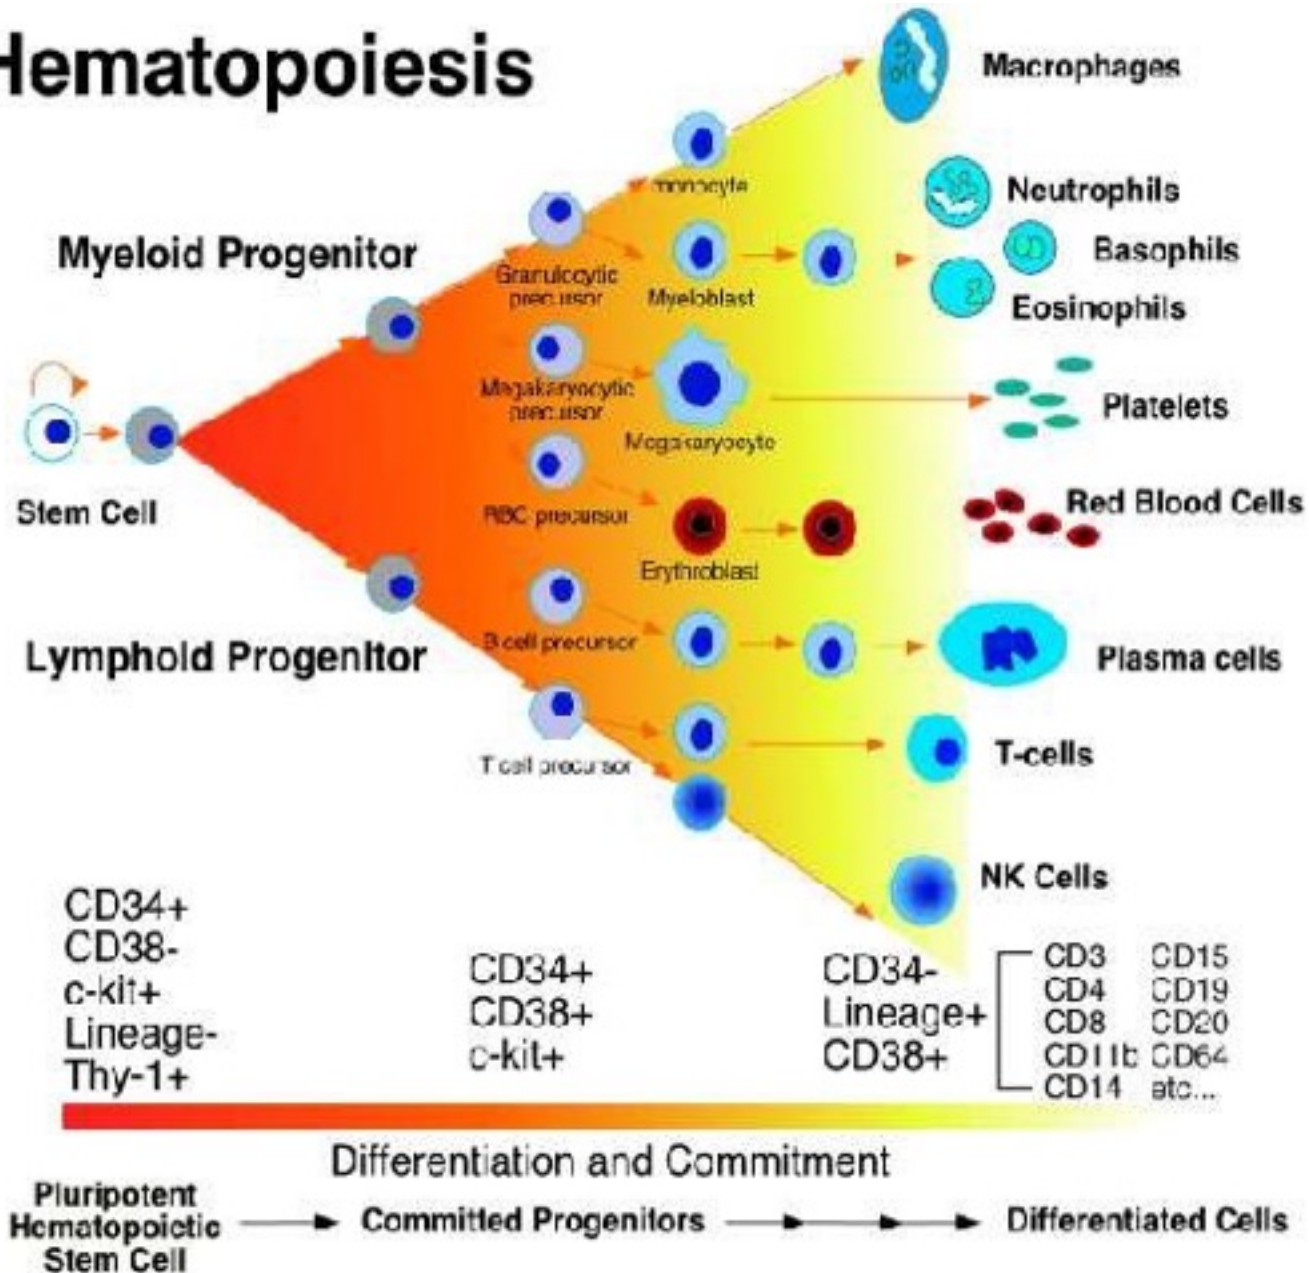 Hematopoiesis
Macrophages
monocyte
Neutrophils
Basophils
Eosinophils
Myeloid Progenitor
Granulocytic
precursor
Myeloblast
Megakaryocytic
precursor
Megakaryocyte
Platelets
Stem Cell
RBC precursor
Erythroblast
Red Blood Cells
Lymphoid Progenitor
B cell precursor
Plasma cells
T cell precursor
T-cells
NK Cells
CD34+
CD38-
c-kit+
Lineage-
Thy-1+
CD34+
CD38+
c-kit+
CD34-
Lineage+
CD38+
CD3 CD15
CD4 CD19
CD8 CD20
CD11b CD64
CD14 etc...
Differentiation and Commitment
Pluripotent
Hematopoietic
Stem Cell
Committed Progenitors
Differentiated Cells